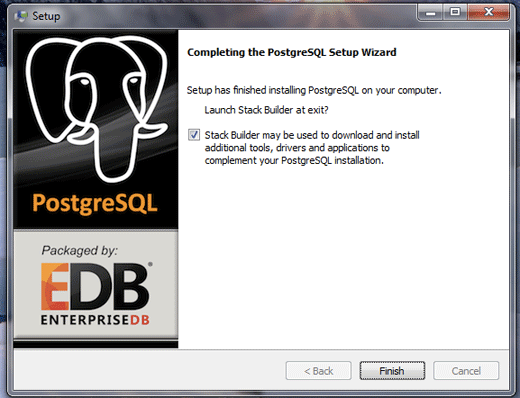 Setup
Completing the PostgreSQL Setup Wizard
Setup has finished installing PostgreSQL on your computer.
Launch Stack Builder at exit?
Stack Builder may be used to download and install
additional tools, drivers and applications to
complement your PostgreSQL installation.
PostgreSQL
Packaged by:
EDB®
ENTERPRISEDB
< Back
Finish
Cancel